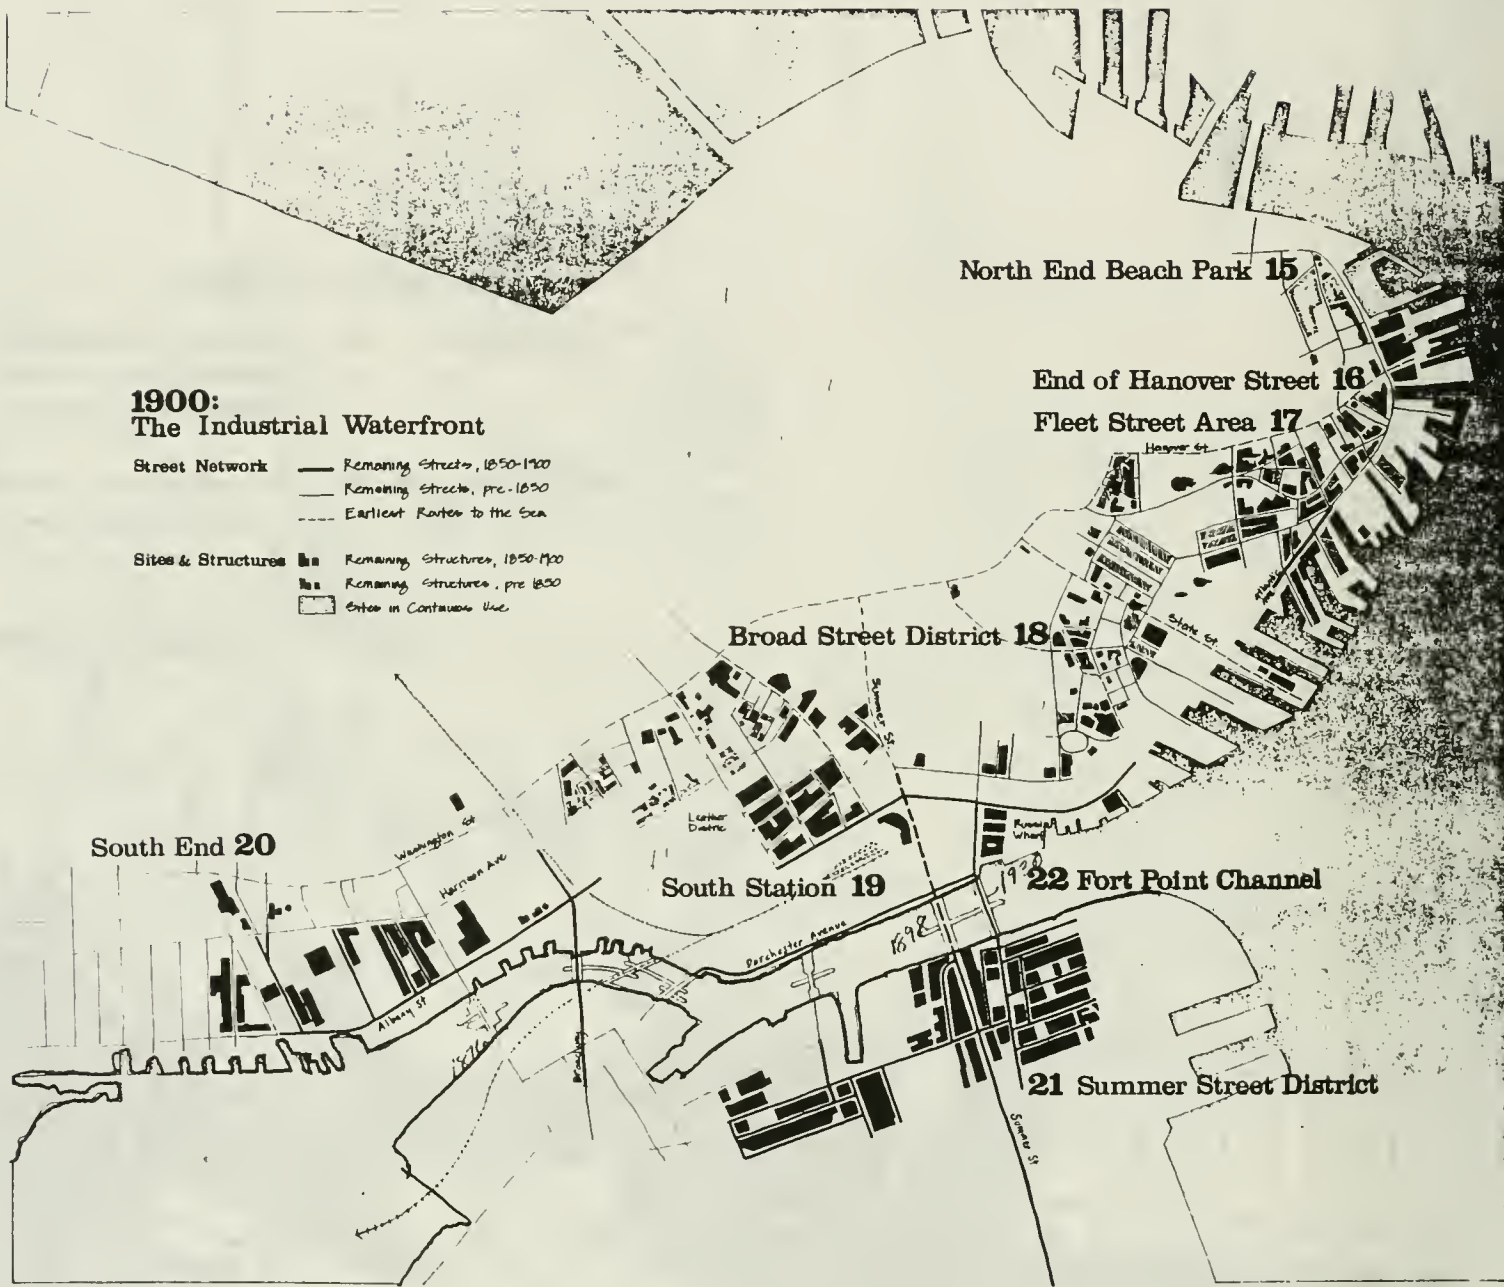 North End Beach Park 15
End of Hanover Street 16
Fleet Street Area 17
Hanover St
1900:
The Industrial Waterfront
Street Network
Remaining Streets, 1850-1900
Remaining Streets, pre-1850
Earliest Routes to the Sea
Sites & Structures
Remaining Structures, 1850-1900
Remaining Structures, pre 1850
Sites in Continuous Use
Atlantic
State St
Broad Street District 18
Summer St
Leather
District
Russia
Wharf
Washington St
South End 20
Harrison Ave
South Station 19
22 Fort Point Channel
Dorchester Avenue
1898
Albany St
Broadway
21 Summer Street District
Summer St